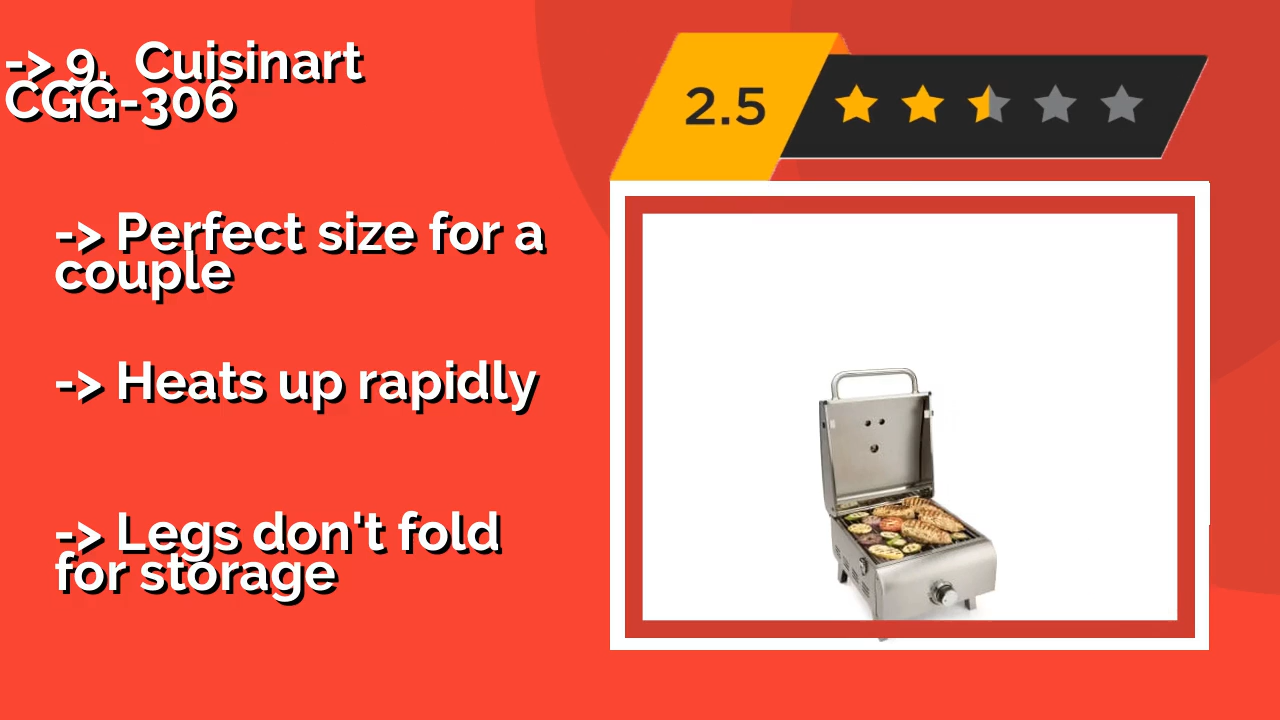 -> 9.  Cuisinart
CGG-306
2.5
-> Perfect size for a
couple
-> Heats up rapidly
-> Legs don't fold
for storage